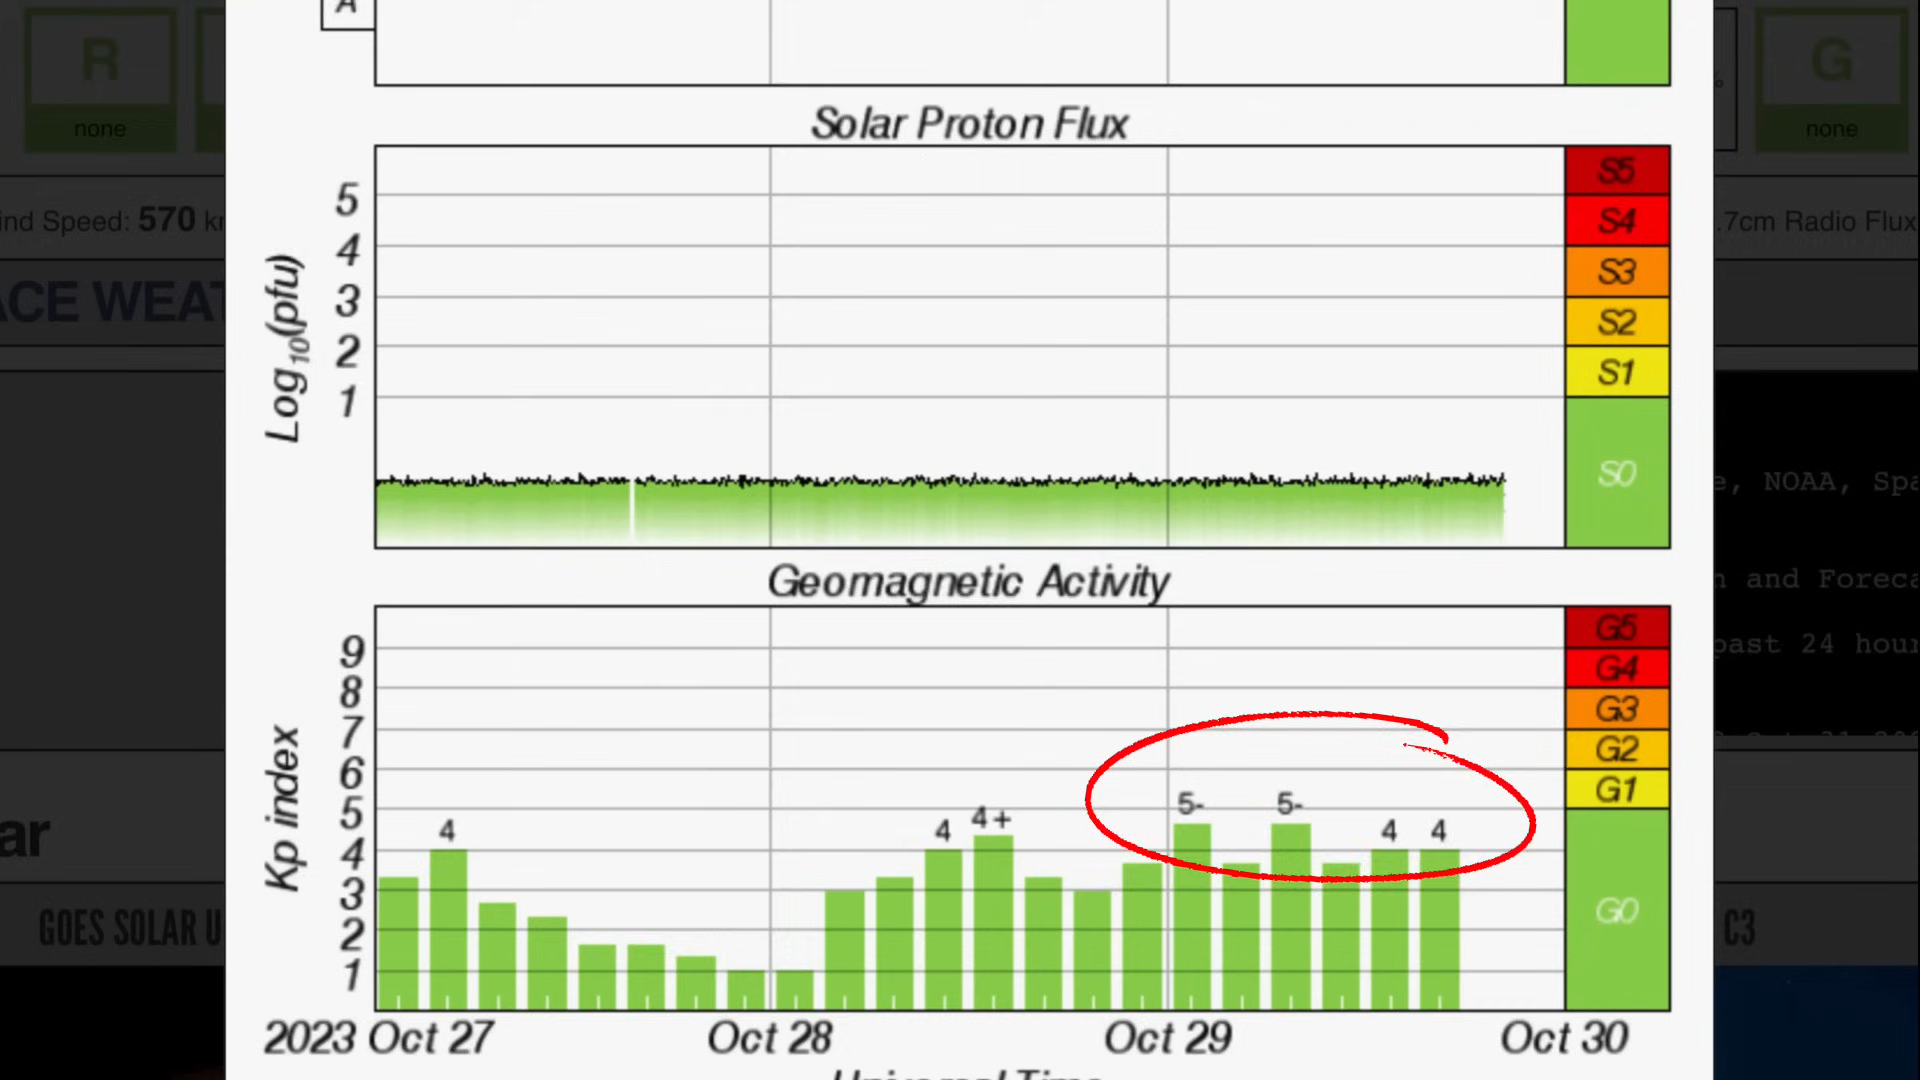 A
R
none
G
none
Solar Proton Flux
5
4
3
2
1
Log10(pfu)
S5
S4
S3
S2
S1
S0
ind Speed: 570 k
.7cm Radio Flux
ACE WEAT
e, NOAA, Spa
n and Foreca
past 24 hour
Geomagnetic Activity
9
8
7
6
5
4
3
2
1
Kp index
4
4
4+
5-
5-
4
4
G5
G4
G3
G2
G1
G0
ar
GOES SOLAR U
C3
2023 Oct 27
Oct 28
Oct 29
Oct 30
Universal Time